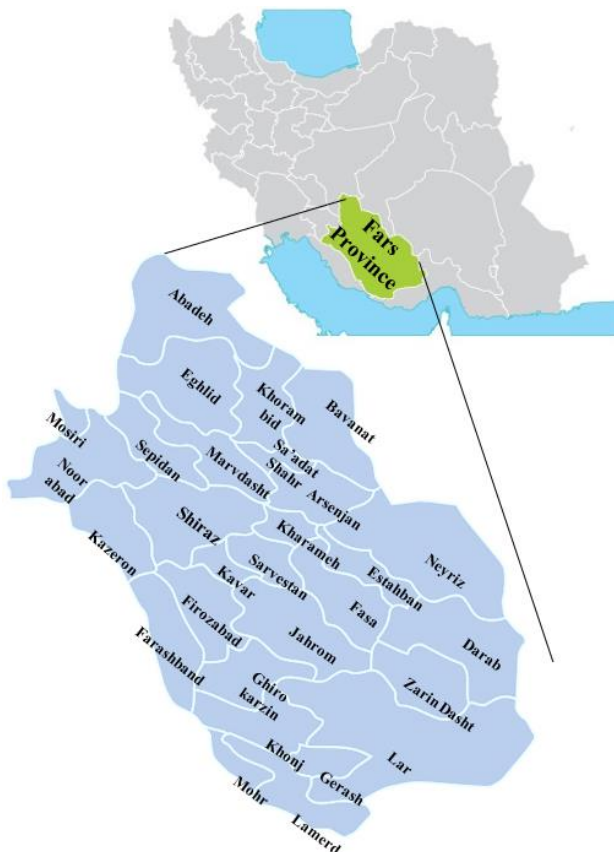 Fars
Province
Abadeh
Eghlid
Khoram
bid
Bavanat
Mosiri
Noor
abad
Sepidan
Marvdasht
Sa'adat
Shahr
Arsenjan
Kazeron
Shiraz
Kharameh
Neyriz
Estahban
Sarvestan
Kavar
Fasa
Firozabad
Jahrom
Darab
Farashband
Ghiro
karzin
Zarin Dasht
Khonj
Lar
Gerash
Mohr
Lamerd